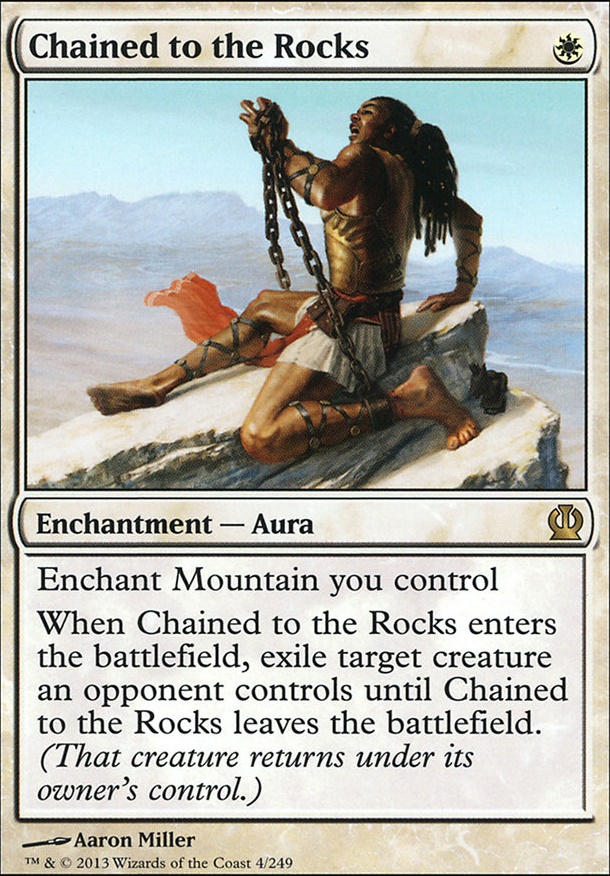 Chained to the Rocks
Enchantment — Aura
Enchant Mountain you control
When Chained to the Rocks enters
the battlefield, exile target creature
an opponent controls until Chained
to the Rocks leaves the battlefield.
(That creature returns under its
owner's control.)
Aaron Miller
™ & © 2013 Wizards of the Coast 4/249